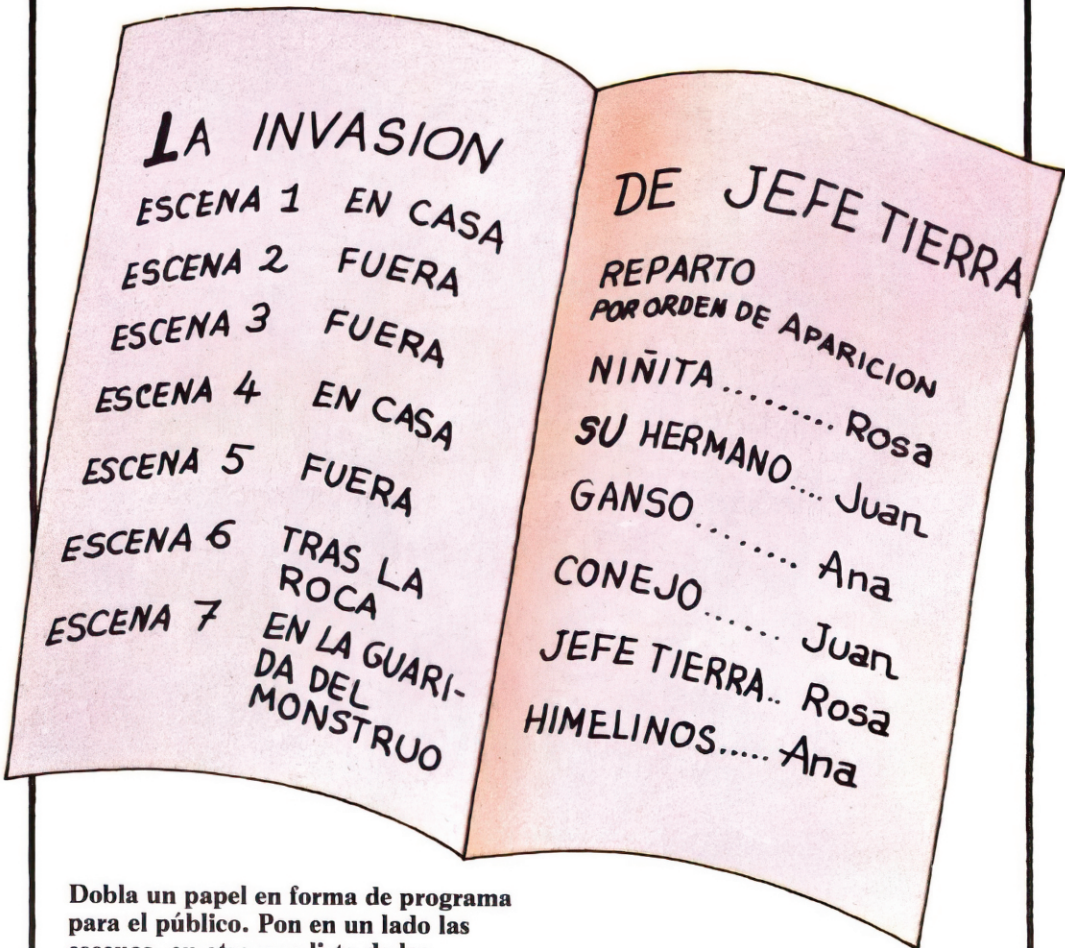 LA INVASION
ESCENA 1 EN CASA
ESCENA 2 FUERA
ESCENA 3 FUERA
ESCENA 4 EN CASA
ESCENA 5 FUERA
ESCENA 6 TRAS LA
ROCA
ESCENA 7 EN LA GUARI-
DA DEL
MONSTRUO
DE JEFE TIERRA
REPARTO
POR ORDEN DE APARICION
NIÑITA......... Rosa
SU HERMANO.... Juan
GANSO........ Ana
CONEJO...... Juan
JEFE TIERRA.. Rosa
HIMELINOS..... Ana
Dobla un papel en forma de programa
para el público. Pon en un lado las